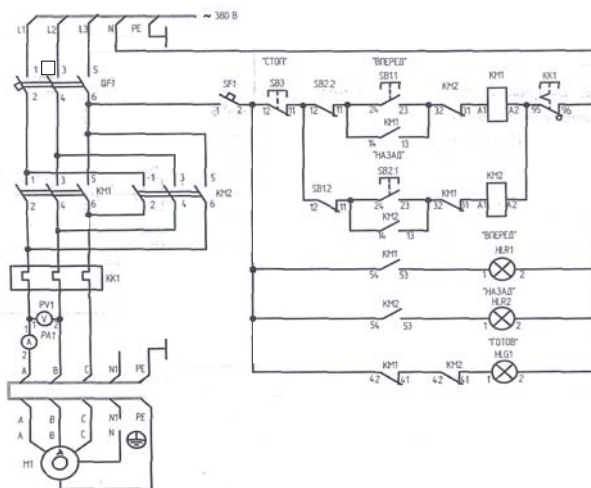 ~ 380 В
L1 L2 L3 N PE
1 3 5
QF1
2 4 6
SF1
1 2
"СТОП"
SB3
12 11
SB2.2
12 11
"ВПЕРЕД"
SB1.1
24 23
KM1
14 13
KM2
32 31
KM1
A1 A2
KK1
95 96
1 3 5
KM1
2 4 6
1 3 5
KM2
2 4 6
"НАЗАД"
SB1.2
12 11
SB2.1
24 23
KM2
14 13
KM1
32 31
KM2
A1 A2
KK1
KM1
54 53
"ВПЕРЕД"
HLR1
1 2
PV1
1 V 2
PA1
1
A
2
KM2
54 53
"НАЗАД"
HLR2
1 2
KM1
42 41
KM2
42 41
"ГОТОВ"
HLG1
1 2
A B C N1 PE
A B C N1 PE
A B C N
M1